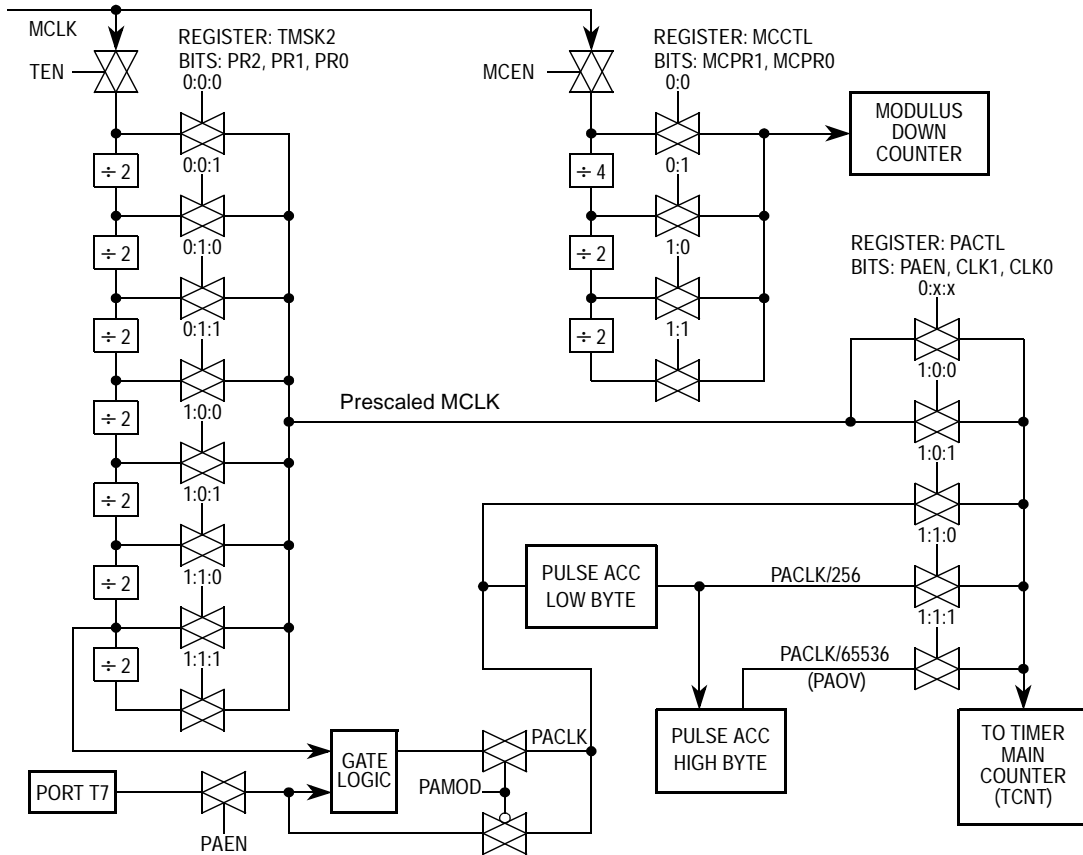 MCLK
TEN
REGISTER: TMSK2
BITS: PR2, PR1, PR0
0:0:0
÷ 2
0:0:1
÷ 2
0:1:0
÷ 2
0:1:1
÷ 2
1:0:0
÷ 2
1:0:1
÷ 2
1:1:0
÷ 2
1:1:1
MCEN
REGISTER: MCCTL
BITS: MCPR1, MCPR0
0:0
÷ 4
0:1
÷ 2
1:0
÷ 2
1:1
MODULUS
DOWN
COUNTER
REGISTER: PACTL
BITS: PAEN, CLK1, CLK0
0:x:x
1:0:0
Prescaled MCLK
1:0:1
1:1:0
PULSE ACC
LOW BYTE
PACLK/256
1:1:1
PACLK/65536
(PAOV)
PULSE ACC
HIGH BYTE
TO TIMER
MAIN
COUNTER
(TCNT)
GATE
LOGIC
PACLK
PAMOD
PORT T7
PAEN